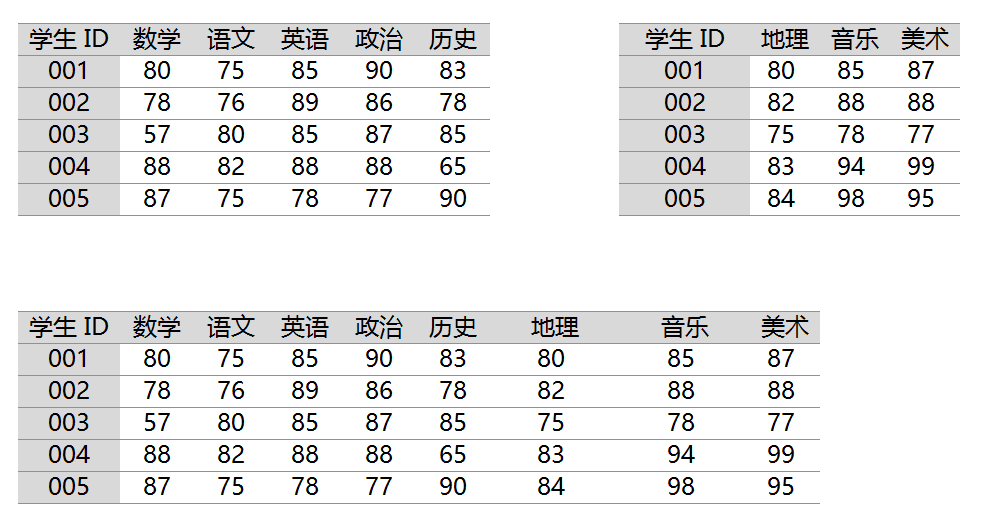 学生 ID 数学 语文 英语 政治 历史
001 80 75 85 90 83
002 78 76 89 86 78
003 57 80 85 87 85
004 88 82 88 88 65
005 87 75 78 77 90
学生 ID 地理 音乐 美术
001 80 85 87
002 82 88 88
003 75 78 77
004 83 94 99
005 84 98 95
学生 ID 数学 语文 英语 政治 历史 地理 音乐 美术
001 80 75 85 90 83 80 85 87
002 78 76 89 86 78 82 88 88
003 57 80 85 87 85 75 78 77
004 88 82 88 88 65 83 94 99
005 87 75 78 77 90 84 98 95